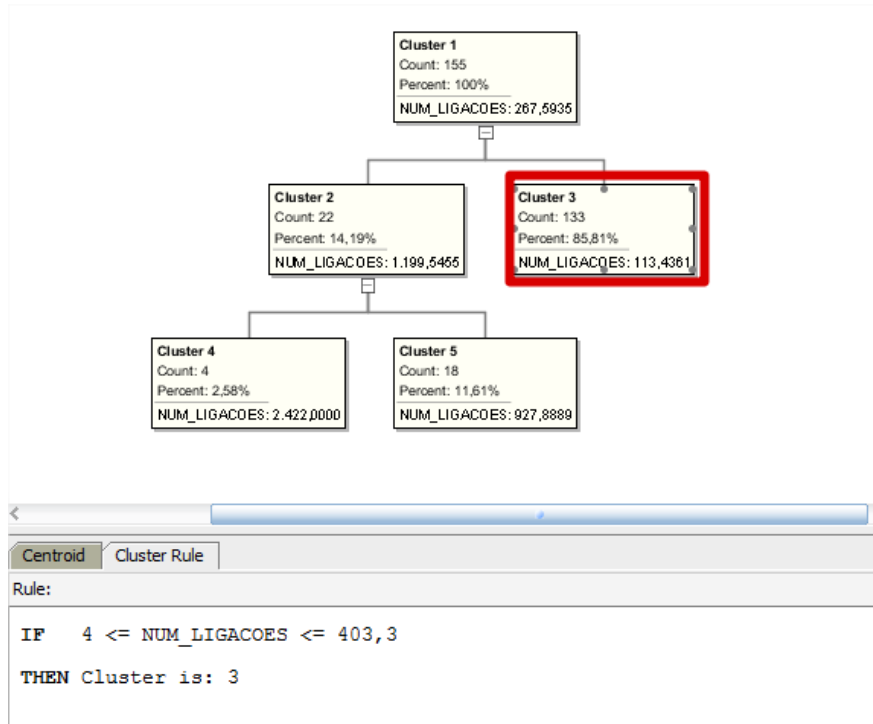 Cluster 1
Count: 155
Percent: 100%
NUM_LIGACOES: 267,5935
Cluster 2
Count: 22
Percent: 14,19%
NUM_LIGACOES: 1.199,5455
Cluster 3
Count: 133
Percent: 85,81%
NUM_LIGACOES: 113,4361
Cluster 4
Count: 4
Percent: 2,58%
NUM_LIGACOES: 2.422,0000
Cluster 5
Count: 18
Percent: 11,61%
NUM_LIGACOES: 927,8889
Centroid
Cluster Rule
Rule:
IF 4 <= NUM_LIGACOES <= 403,3
THEN Cluster is: 3